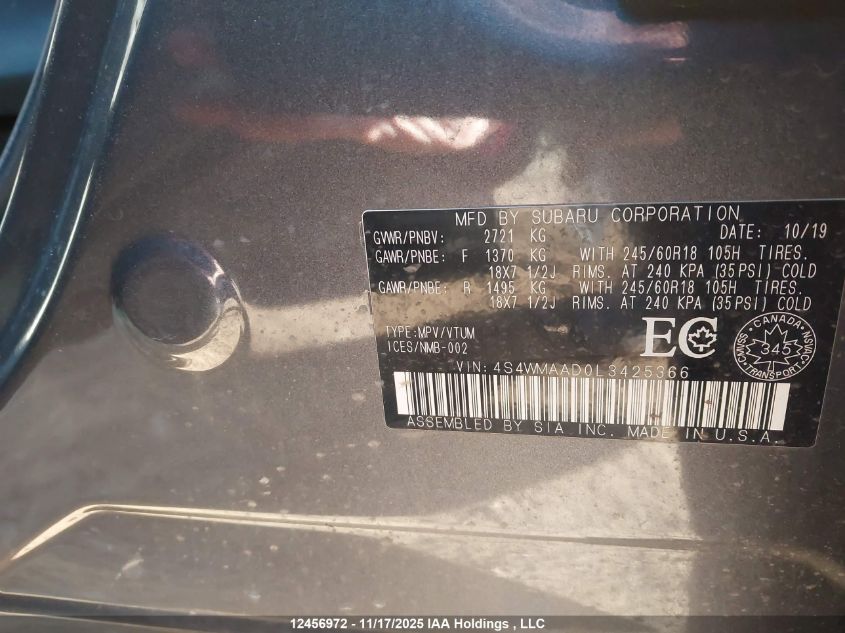 MFD BY SUBARU CORPORATION
GVWR/PNBV: 2721 KG DATE: 10/19
GAWR/PNBE: F 1370 KG WITH 245/60R18 105H TIRES.
18X7 1/2J RIMS. AT 240 KPA (35PSI) COLD
GAWR/PNBE: R 1495 KG WITH 245/60R18 105H TIRES.
18X7 1/2J RIMS. AT 240 KPA (35PSI) COLD
TYPE:MPV/VTUM
ICES/NMB-002
EC
CANADA
CMVSS NSVAC
345
TRANSPORT
VIN: 4S4WMAAD0L3425366
ASSEMBLED BY SIA INC. MADE IN U.S.A.
12456972 - 11/17/2025 IAA Holdings , LLC